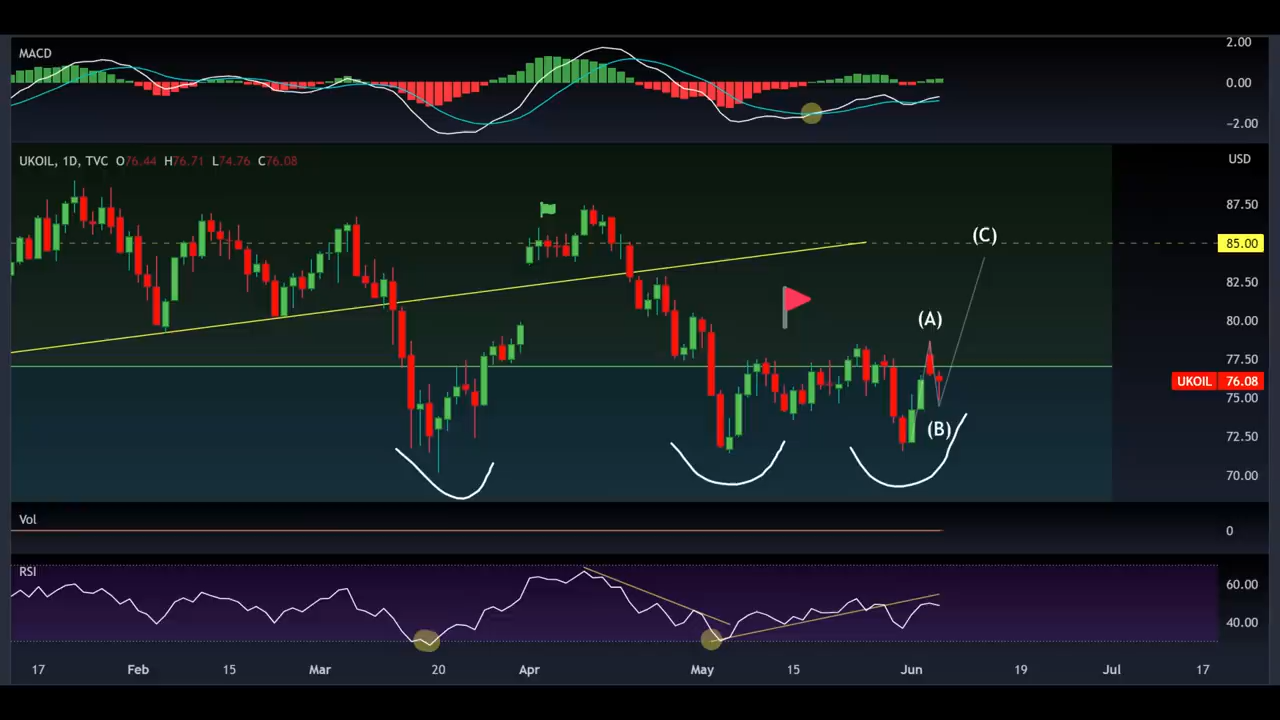 MACD
2.00
0.00
−2.00
UKOIL, 1D, TVC O76.44 H76.71 L74.76 C76.08
USD
87.50
85.00
82.50
80.00
77.50
UKOIL 76.08
75.00
72.50
70.00
(C)
(A)
(B)
Vol
0
RSI
60.00
40.00
17 Feb 15 Mar 20 Apr May 15 Jun 19 Jul 17